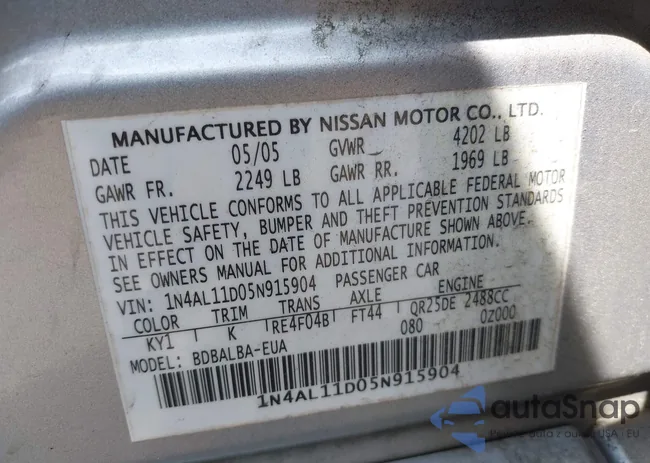 MANUFACTURED BY NISSAN MOTOR CO., LTD.
DATE 05/05 GVWR 4202 LB
GAWR FR. 2249 LB GAWR RR. 1969 LB
THIS VEHICLE CONFORMS TO ALL APPLICABLE FEDERAL MOTOR
VEHICLE SAFETY, BUMPER AND THEFT PREVENTION STANDARDS
IN EFFECT ON THE DATE OF MANUFACTURE SHOWN ABOVE.
SEE OWNERS MANUAL FOR ADDITIONAL INFORMATION.
VIN: 1N4AL11D05N915904 PASSENGER CAR
COLOR TRIM TRANS AXLE ENGINE
KY1 K RE4F04B FT44 QR25DE 2488CC
MODEL: BDBALBA-EUA 080 0Z000
1N4AL11D05N915904
autoSnap
auta z USA i EU